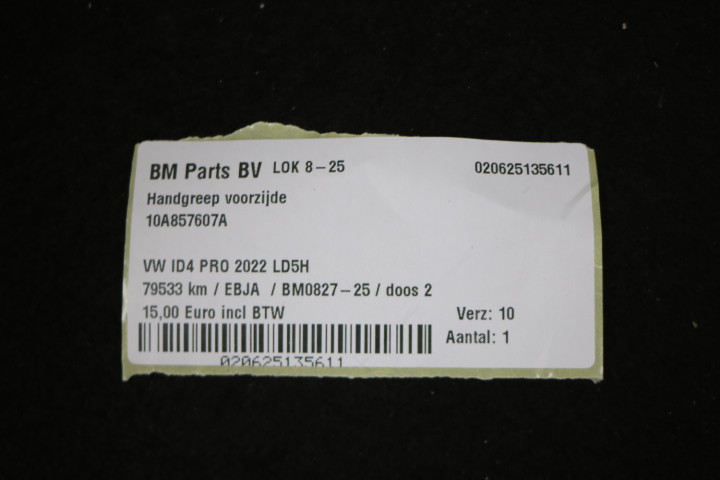 BM Parts BV LOK 8-25 020625135611
Handgreep voorzijde
10A857607A
VW ID4 PRO 2022 LD5H
79533 km / EBJA / BM0827-25 / doos 2
15,00 Euro incl BTW Verz: 10
Aantal: 1
020625135611